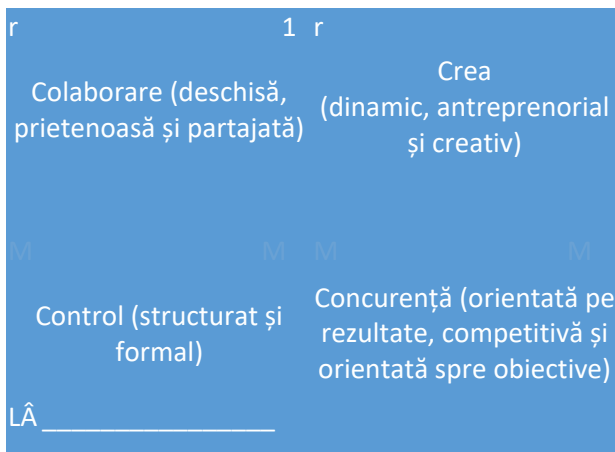 r 1 r
Colaborare (deschisă,
prietenoasă și partajată)
Crea
(dinamic, antreprenorial
și creativ)
M M M M
Control (structurat și
formal)
Concurență (orientată pe
rezultate, competitivă și
orientată spre obiective)
LÂ ________________